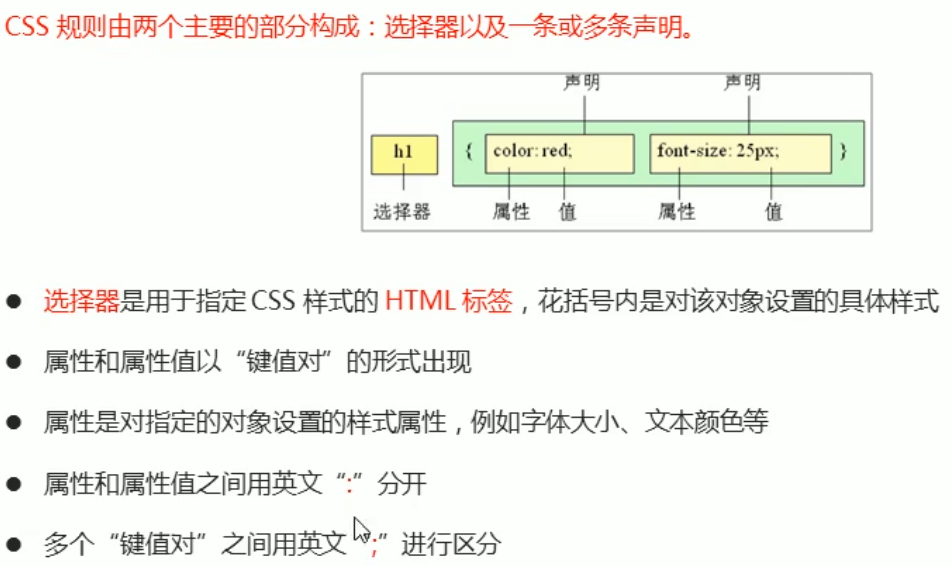 CSS 规则由两个主要的部分构成：选择器以及一条或多条声明。
声明 声明
h1 { color: red; font-size: 25px; }
选择器 属性 值 属性 值
● 选择器是用于指定 CSS 样式的 HTML 标签，花括号内是对该对象设置的具体样式
● 属性和属性值以“键值对”的形式出现
● 属性是对指定的对象设置的样式属性，例如字体大小、文本颜色等
● 属性和属性值之间用英文“:”分开
● 多个“键值对”之间用英文“;”进行区分